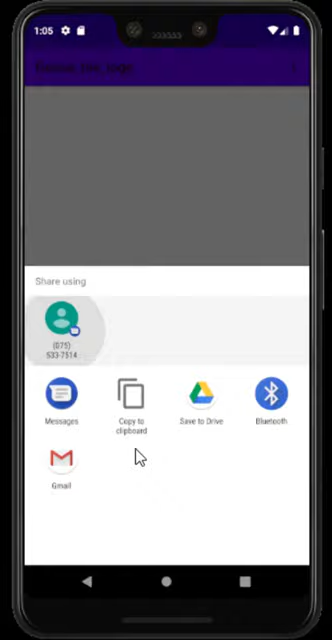 1:05
Share using
(075)
533-7514
Messages
Copy to
clipboard
Save to Drive
Bluetooth
Gmail